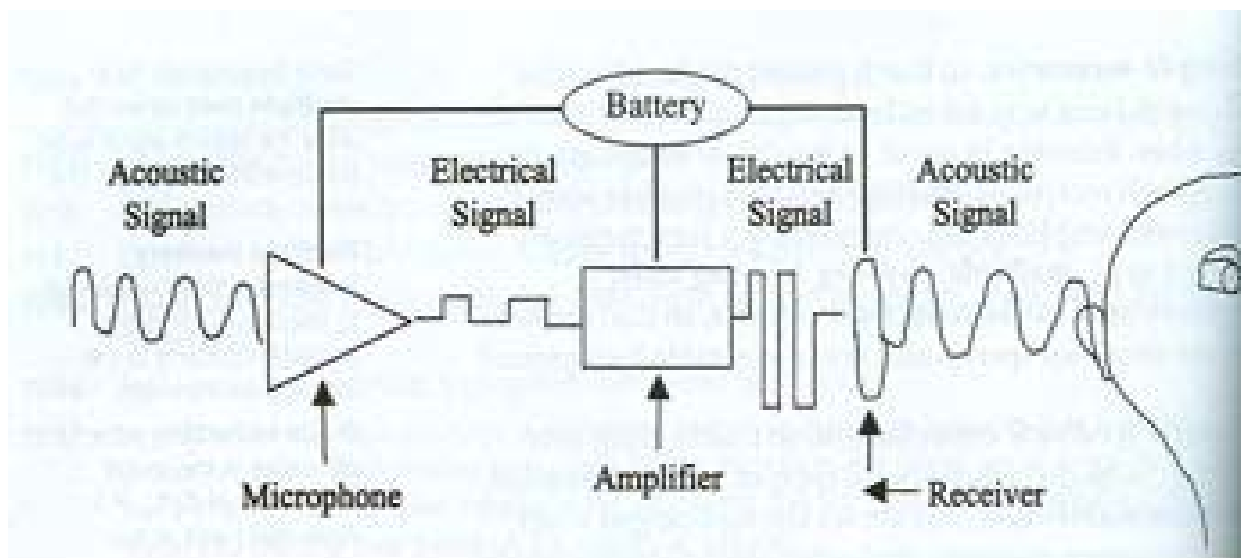 Battery
Acoustic
Signal
Electrical
Signal
Electrical
Signal
Acoustic
Signal
Microphone
Amplifier
Receiver